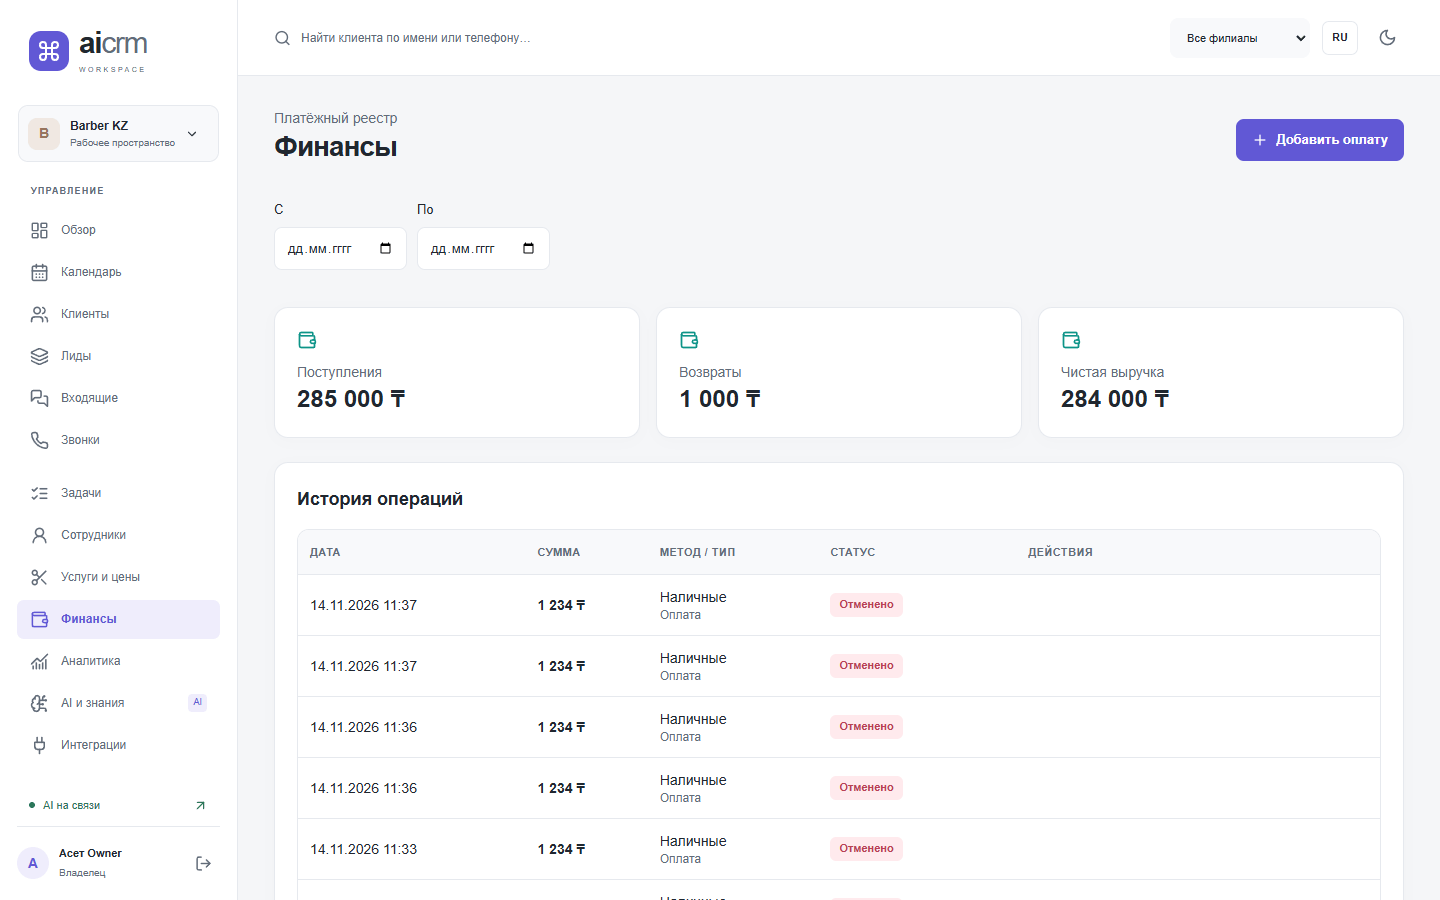 aicrm
WORKSPACE
B
Barber KZ
Рабочее пространство
УПРАВЛЕНИЕ
Обзор
Календарь
Клиенты
Лиды
Входящие
Звонки
Задачи
Сотрудники
Услуги и цены
Финансы
Аналитика
AI и знания
AI
Интеграции
AI на связи
A
Асет Owner
Владелец
Найти клиента по имени или телефону...
Все филиалы
RU
Платёжный реестр
Финансы
Добавить оплату
С
По
дд.мм.гггг
дд.мм.гггг
Поступления
285 000 ₸
Возвраты
1 000 ₸
Чистая выручка
284 000 ₸
История операций
ДАТА СУММА МЕТОД / ТИП СТАТУС ДЕЙСТВИЯ
14.11.2026 11:37 1 234 ₸ Наличные Отменено
Оплата
14.11.2026 11:37 1 234 ₸ Наличные Отменено
Оплата
14.11.2026 11:36 1 234 ₸ Наличные Отменено
Оплата
14.11.2026 11:36 1 234 ₸ Наличные Отменено
Оплата
14.11.2026 11:33 1 234 ₸ Наличные Отменено
Оплата